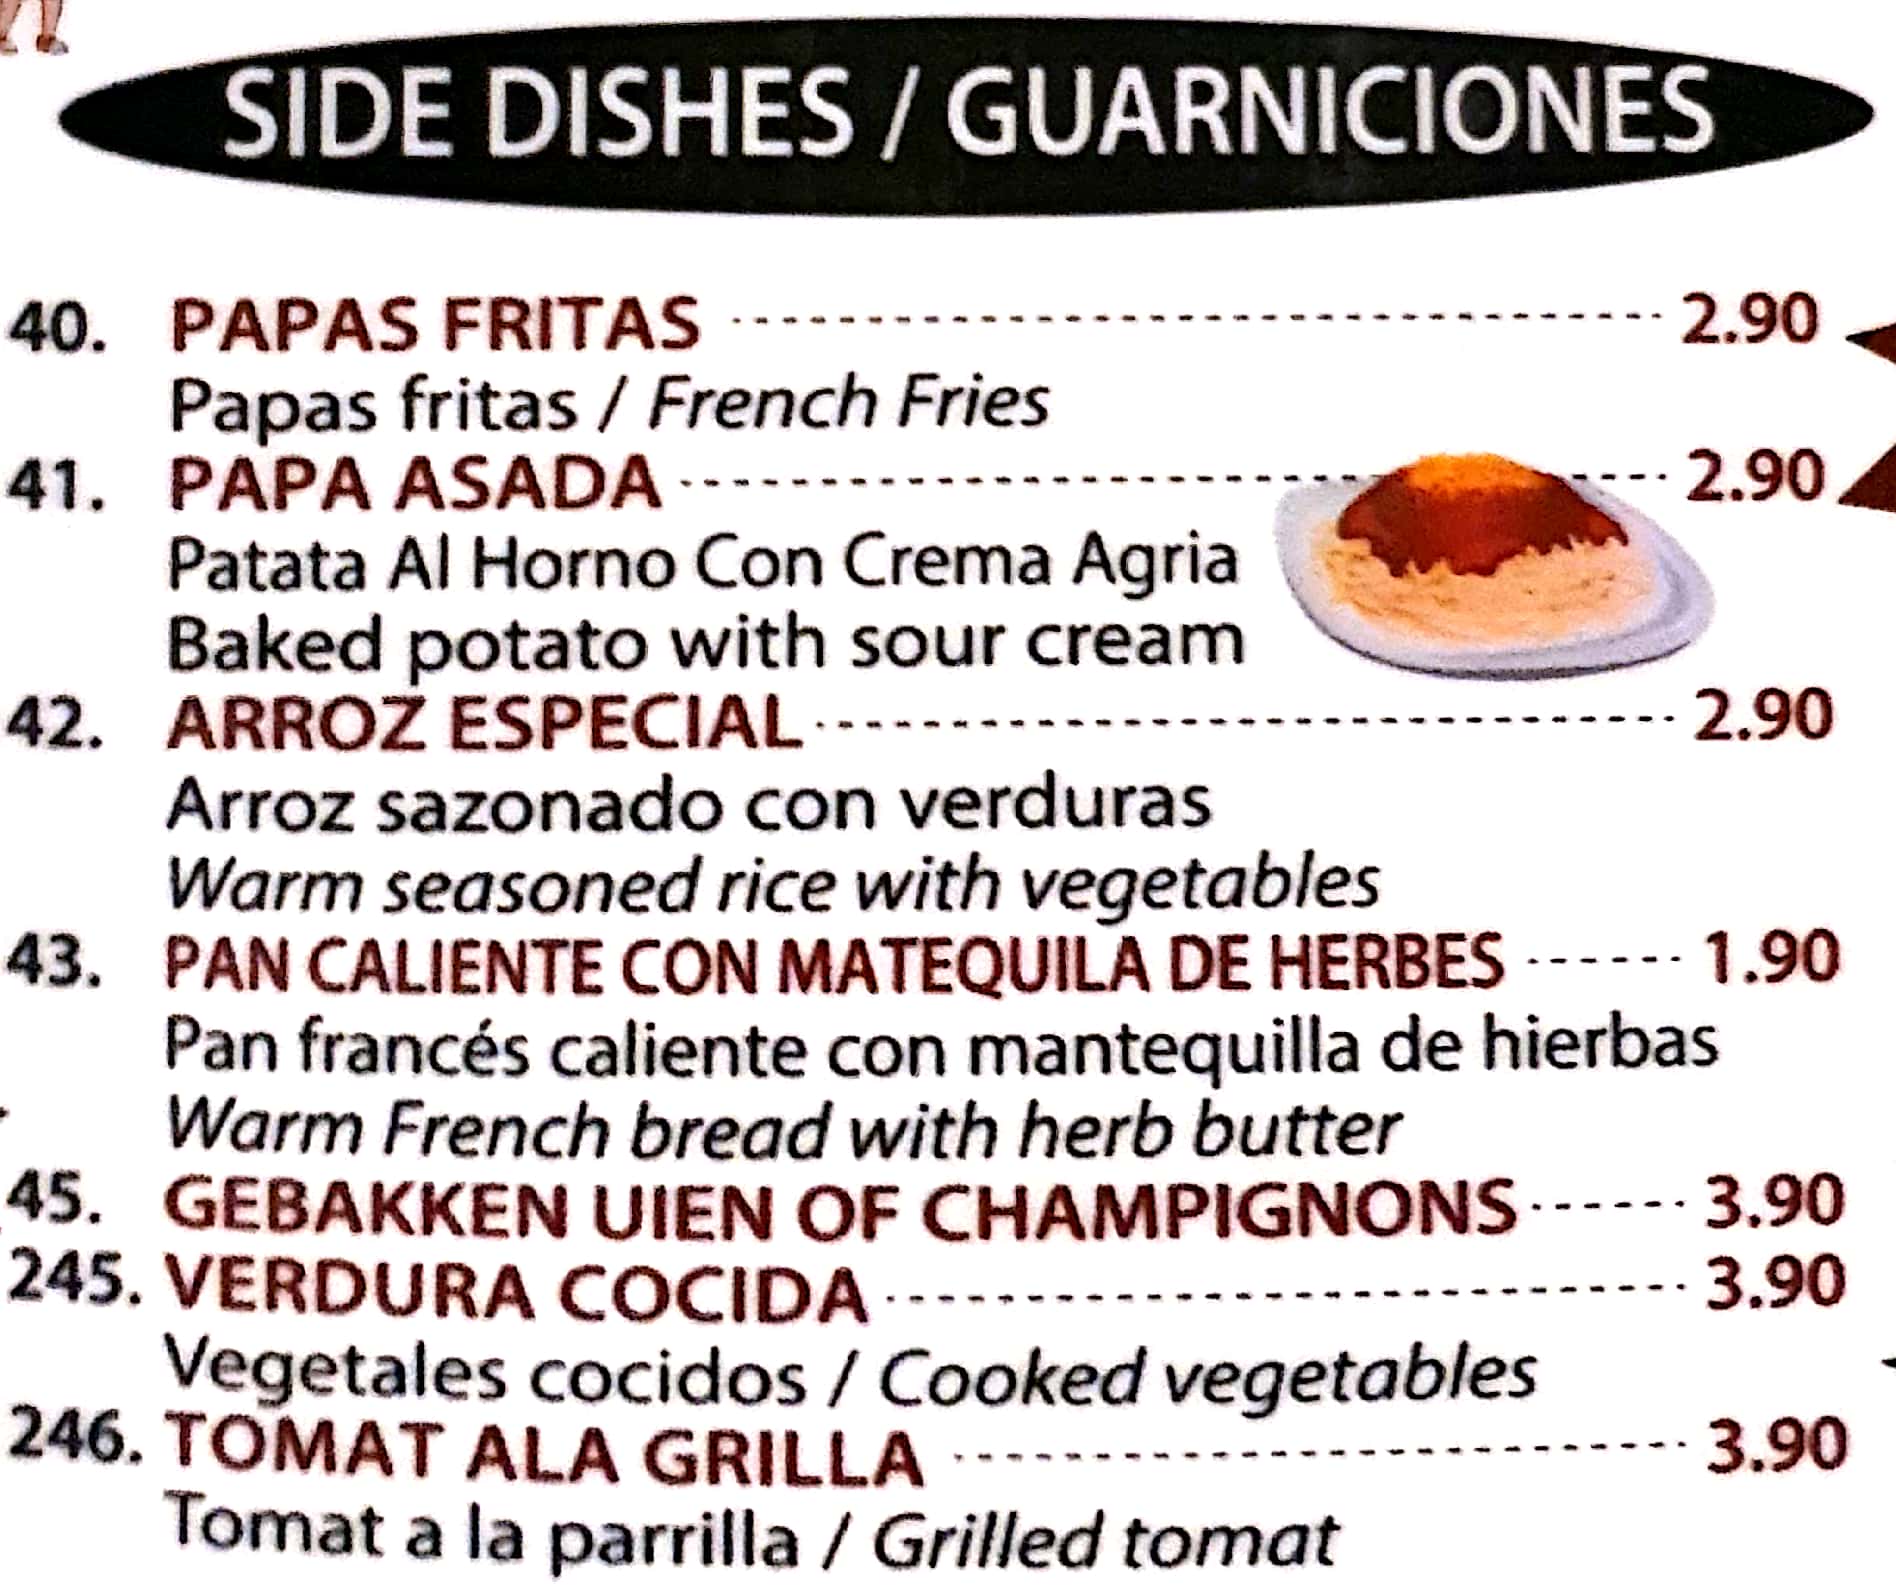 SIDE DISHES / GUARNICIONES
40. PAPAS FRITAS 2.90
Papas fritas / French Fries
41. PAPA ASADA 2.90
Patata Al Horno Con Crema Agria
Baked potato with sour cream
42. ARROZ ESPECIAL 2.90
Arroz sazonado con verduras
Warm seasoned rice with vegetables
43. PAN CALIENTE CON MATEQUILA DE HERBES 1.90
Pan francés caliente con mantequilla de hierbas
Warm French bread with herb butter
45. GEBAKKEN UIEN OF CHAMPIGNONS 3.90
245. VERDURA COCIDA 3.90
Vegetales cocidos / Cooked vegetables
246. TOMAT ALA GRILLA 3.90
Tomat a la parrilla / Grilled tomat